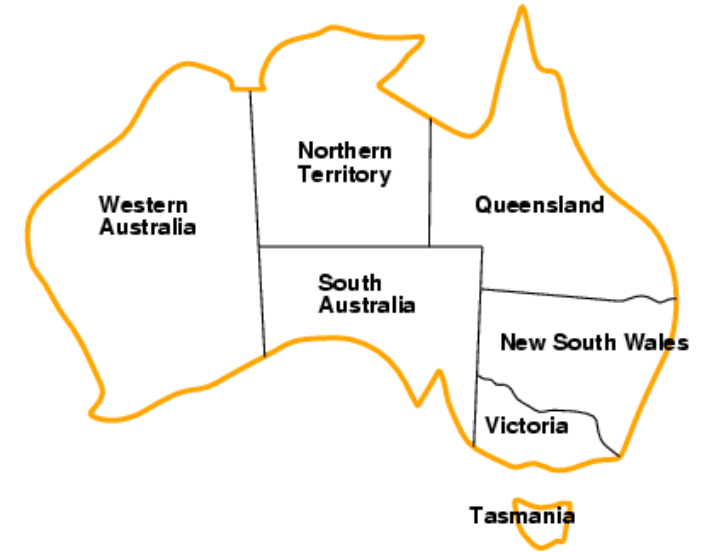 Northern
Territory
Western
Australia
Queensland
South
Australia
New South Wales
Victoria
Tasmania